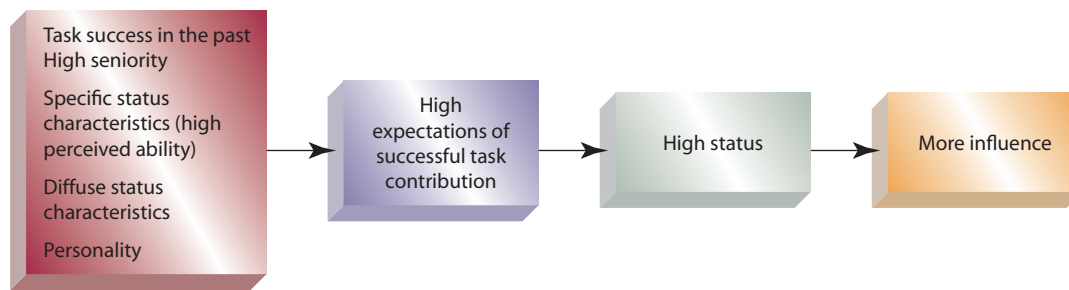 Task success in the past
High seniority
Specific status
characteristics (high
perceived ability)
Diffuse status
characteristics
Personality
High
expectations of
successful task
contribution
High status
More influence